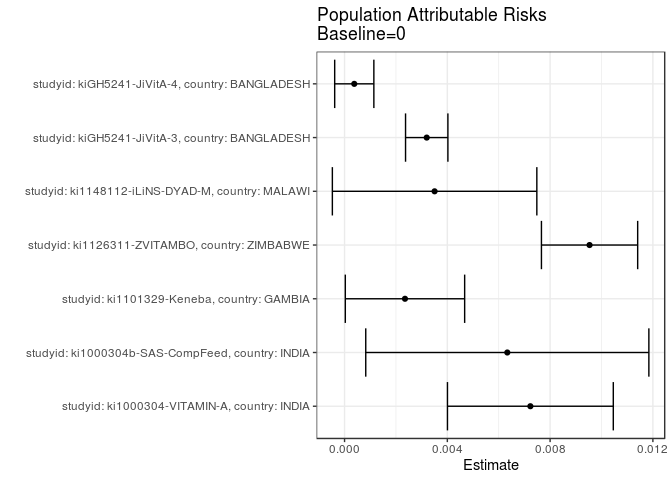 Population Attributable Risks
Baseline=0
studyid: kiGH5241-JiVitA-4, country: BANGLADESH
studyid: kiGH5241-JiVitA-3, country: BANGLADESH
studyid: ki1148112-iLiNS-DYAD-M, country: MALAWI
studyid: ki1126311-ZVITAMBO, country: ZIMBABWE
studyid: ki1101329-Keneba, country: GAMBIA
studyid: ki1000304b-SAS-CompFeed, country: INDIA
studyid: ki1000304-VITAMIN-A, country: INDIA
0.000 0.004 0.008 0.012
Estimate